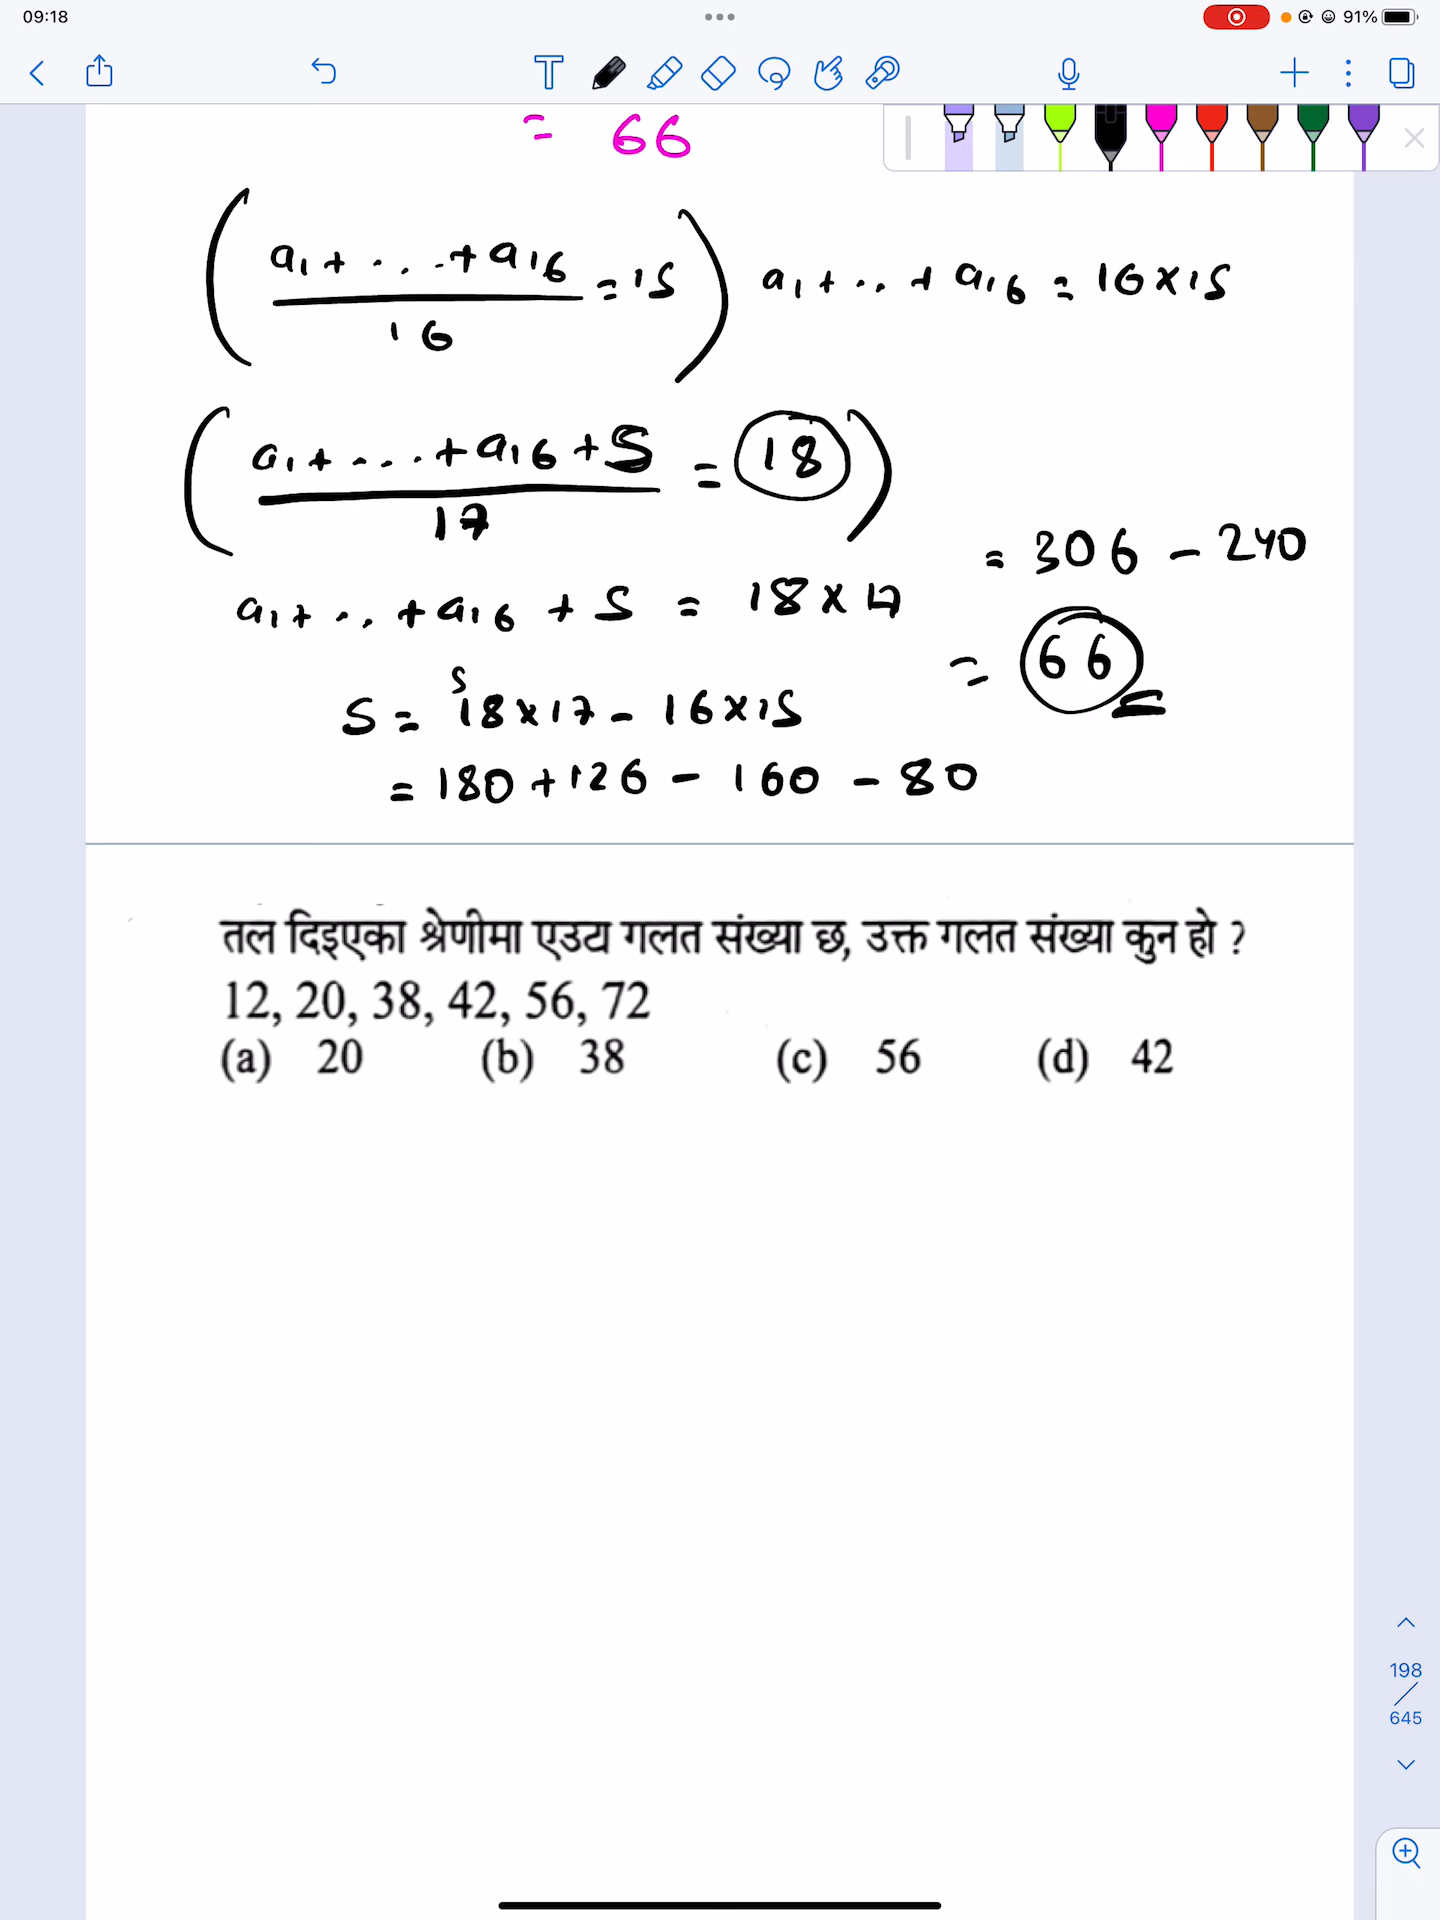 09:18
91%
= 66
( a₁ + ... + a₁₆ / 16 = 15 ) a₁ + .. + a₁₆ = 16 × 15
( a₁ + ... + a₁₆ + S / 17 = 18 )
a₁ + .. + a₁₆ + S = 18 × 17
S
S = 18 × 17 - 16 × 15
= 180 + 126 - 160 - 80
= 306 - 240
= 66
तल दिइएका श्रेणीमा एउटा गलत संख्या छ, उक्त गलत संख्या कुन हो ?
12, 20, 38, 42, 56, 72
(a) 20 (b) 38 (c) 56 (d) 42
198
/
645